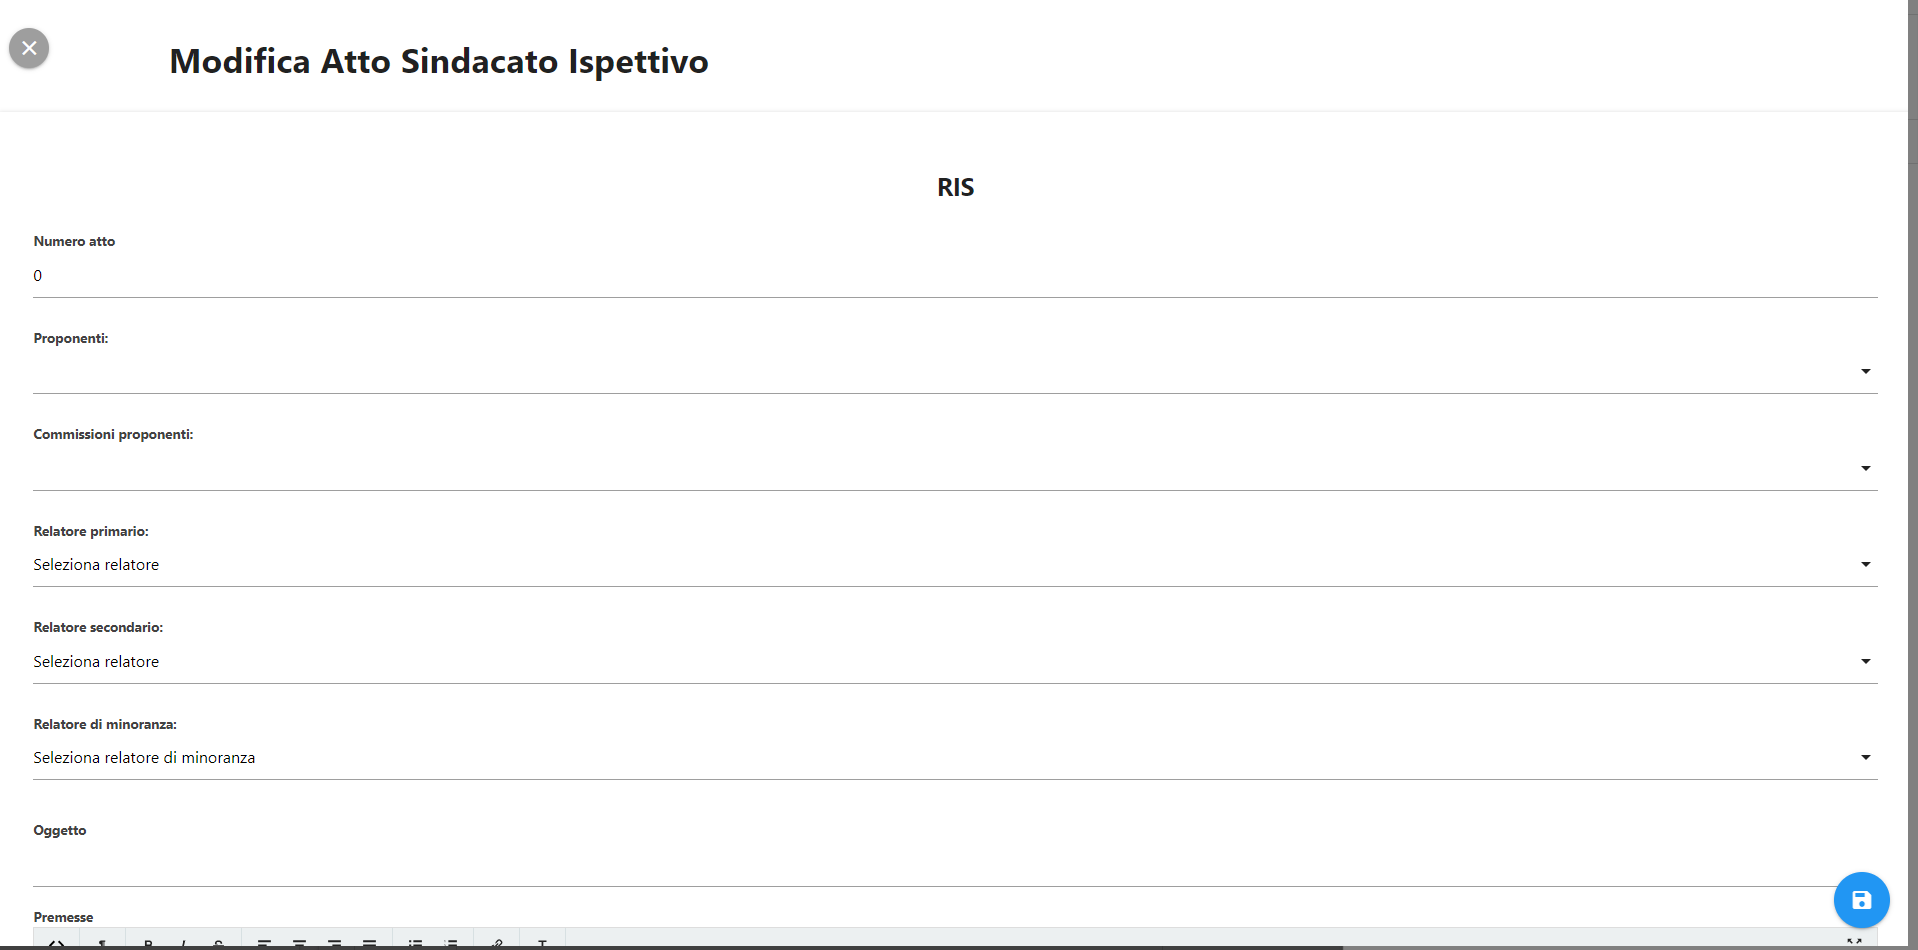 Modifica Atto Sindacato Ispettivo
RIS
Numero atto
0
Proponenti:
Commissioni proponenti:
Relatore primario:
Seleziona relatore
Relatore secondario:
Seleziona relatore
Relatore di minoranza:
Seleziona relatore di minoranza
Oggetto
Premesse